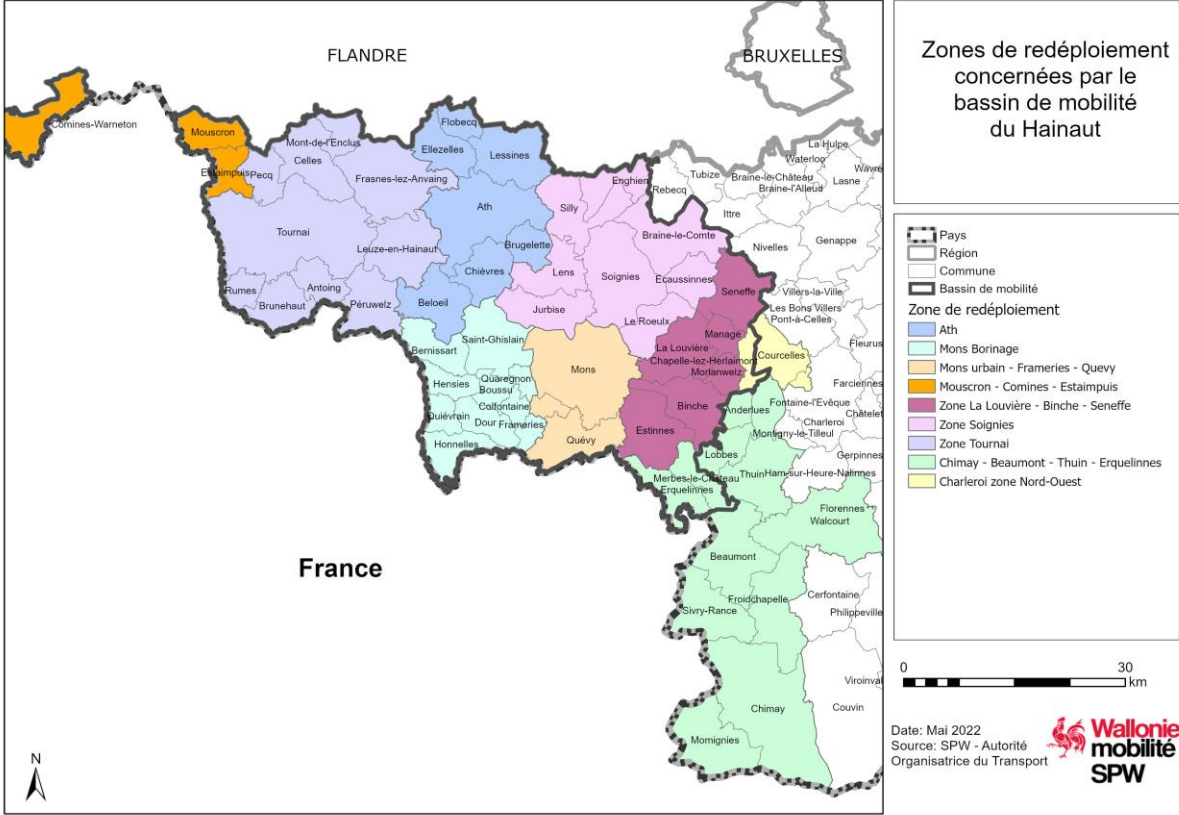 FLANDRE
BRUXELLES
Comines-Warneton
Mouscron
Estaimpuis
Pecq
Mont-de-l'Enclus
Celles
Frasnes-lez-Anvaing
Tournai
Leuze-en-Hainaut
Rumes
Brunehaut
Antoing
Péruwelz
Flobecq
Ellezelles
Lessines
Ath
Brugelette
Chièvres
Beloeil
Enghien
Silly
Braine-le-Comte
Lens
Soignies
Ecaussinnes
Jurbise
Le Roeulx
Rebecq
Tubize
Ittre
Braine-le-Château
Braine-l'Alleud
Waterloo
La Hulpe
Lasne
Wavre
Nivelles
Genappe
Seneffe
Villers-la-Ville
Les Bons Villers
Pont-à-Celles
Manage
La Louvière
Chapelle-lez-Herlaimont
Morlanwelz
Courcelles
Fleurus
Bernissart
Saint-Ghislain
Hensies
Quaregnon
Boussu
Quiévrain
Colfontaine
Dour
Frameries
Honnelles
Mons
Quévy
Binche
Estinnes
Anderlues
Fontaine-l'Evêque
Farciennes
Châtelet
Charleroi
Montigny-le-Tilleul
Gerpinnes
Lobbes
Thuin
Ham-sur-Heure-Nalinnes
Merbes-le-Château
Erquelinnes
Florennes
Walcourt
Beaumont
Froidchapelle
Cerfontaine
Philippeville
Sivry-Rance
Viroinval
Couvin
Chimay
Momignies
France
N
Zones de redéploiement
concernées par le
bassin de mobilité
du Hainaut
Pays
Région
Commune
Bassin de mobilité
Zone de redéploiement
Ath
Mons Borinage
Mons urbain - Frameries - Quevy
Mouscron - Comines - Estaimpuis
Zone La Louvière - Binche - Seneffe
Zone Soignies
Zone Tournai
Chimay - Beaumont - Thuin - Erquelinnes
Charleroi zone Nord-Ouest
0 30
km
Date: Mai 2022
Source: SPW - Autorité
Organisatrice du Transport
Wallonie
mobilité
SPW